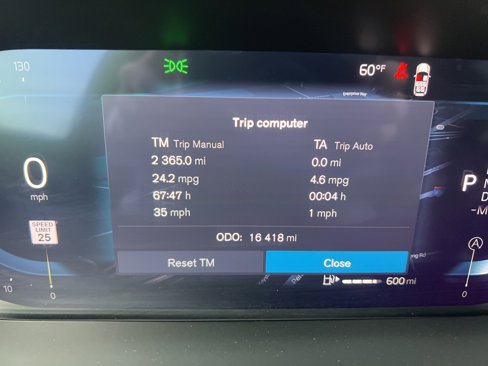 130
60°F
Trip computer
TM Trip Manual
TA Trip Auto
2 365.0 mi
0.0 mi
24.2 mpg
4.6 mpg
67:47 h
00:04 h
35 mph
1 mph
0
mph
P
SPEED
LIMIT
25
ODO: 16 418 mi
Reset TM
Close
A
10
0
600 mi
0